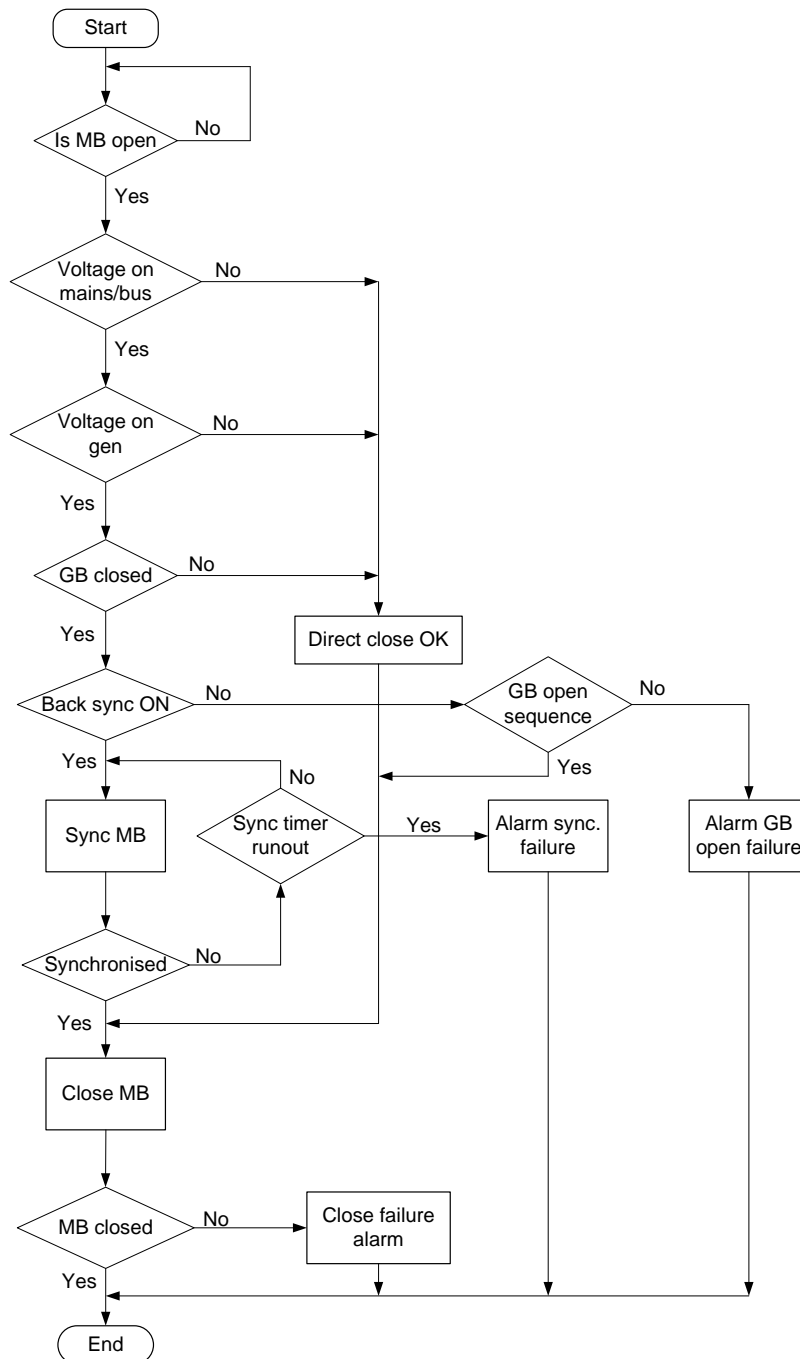 Start
Is MB open
No
Yes
Voltage on
mains/bus
No
Yes
Voltage on
gen
No
Yes
GB closed
No
Yes
Direct close OK
Back sync ON
No
GB open
sequence
No
Yes
Yes
No
Sync MB
Sync timer
runout
Yes
Alarm sync.
failure
Alarm GB
open failure
Synchronised
No
Yes
Close MB
MB closed
No
Close failure
alarm
Yes
End